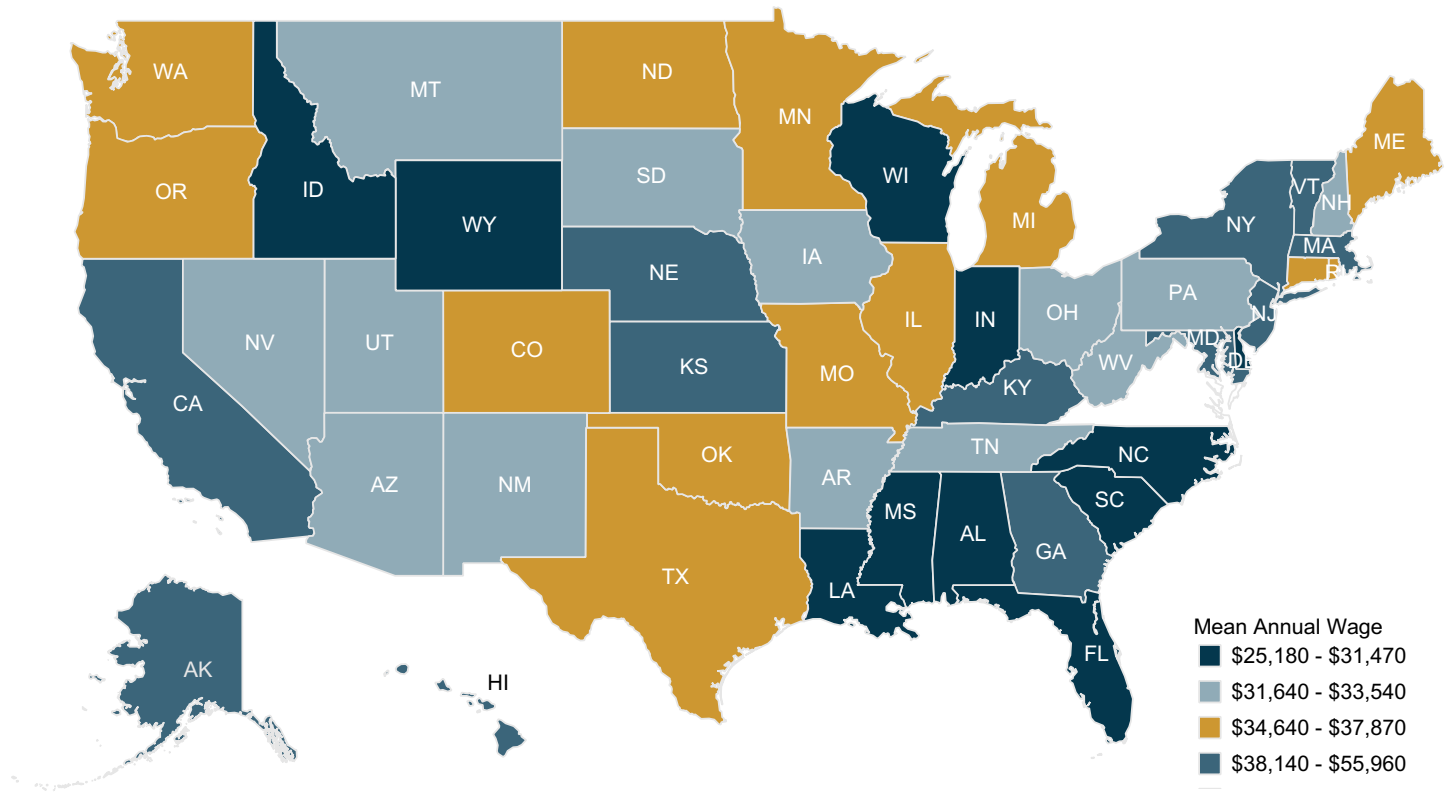 WA
MT
ND
MN
ME
OR
ID
SD
WI
VT
NH
WY
MI
NY
MA
NE
IA
PA
NV
UT
CO
IL
IN
OH
NJ
MD
DE
CA
KS
MO
WV
KY
AZ
NM
OK
AR
TN
NC
SC
MS
AL
GA
TX
LA
FL
AK
HI
Mean Annual Wage
$25,180 - $31,470
$31,640 - $33,540
$34,640 - $37,870
$38,140 - $55,960